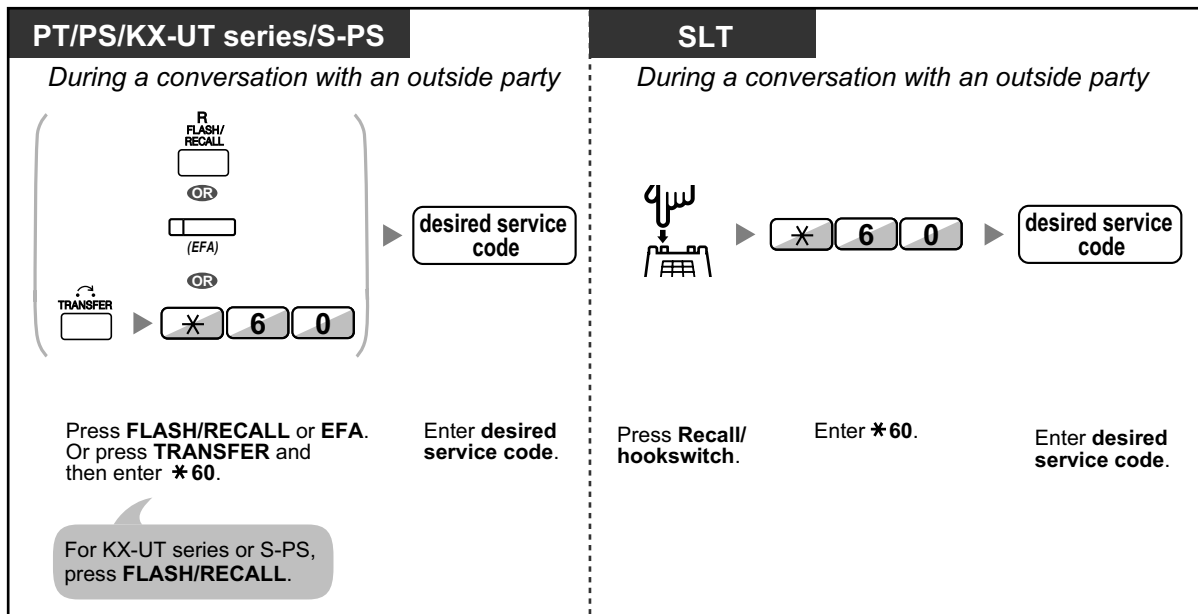 PT/PS/KX-UT series/S-PS
During a conversation with an outside party
R
FLASH/
RECALL
OR
(EFA)
OR
TRANSFER
* 6 0
desired service
code
Press FLASH/RECALL or EFA.
Or press TRANSFER and
then enter *60.
Enter desired
service code.
For KX-UT series or S-PS,
press FLASH/RECALL.
SLT
During a conversation with an outside party
* 6 0
desired service
code
Press Recall/
hookswitch.
Enter *60.
Enter desired
service code.